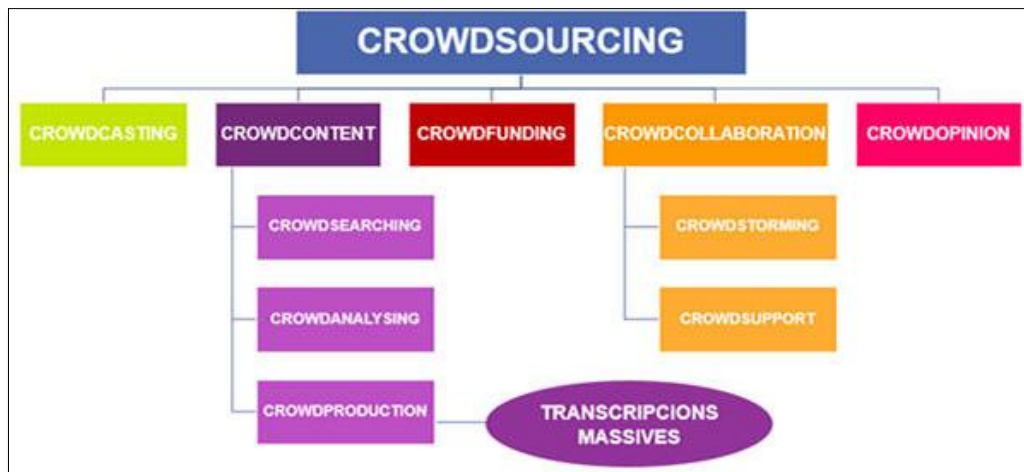 CROWDSOURCING
CROWDCASTING
CROWDCONTENT
CROWDFUNDING
CROWDCOLLABORATION
CROWDOPINION
CROWDSEARCHING
CROWDANALYSING
CROWDPRODUCTION
TRANSCRIPCIONS
MASSIVES
CROWDSTORMING
CROWDSUPPORT